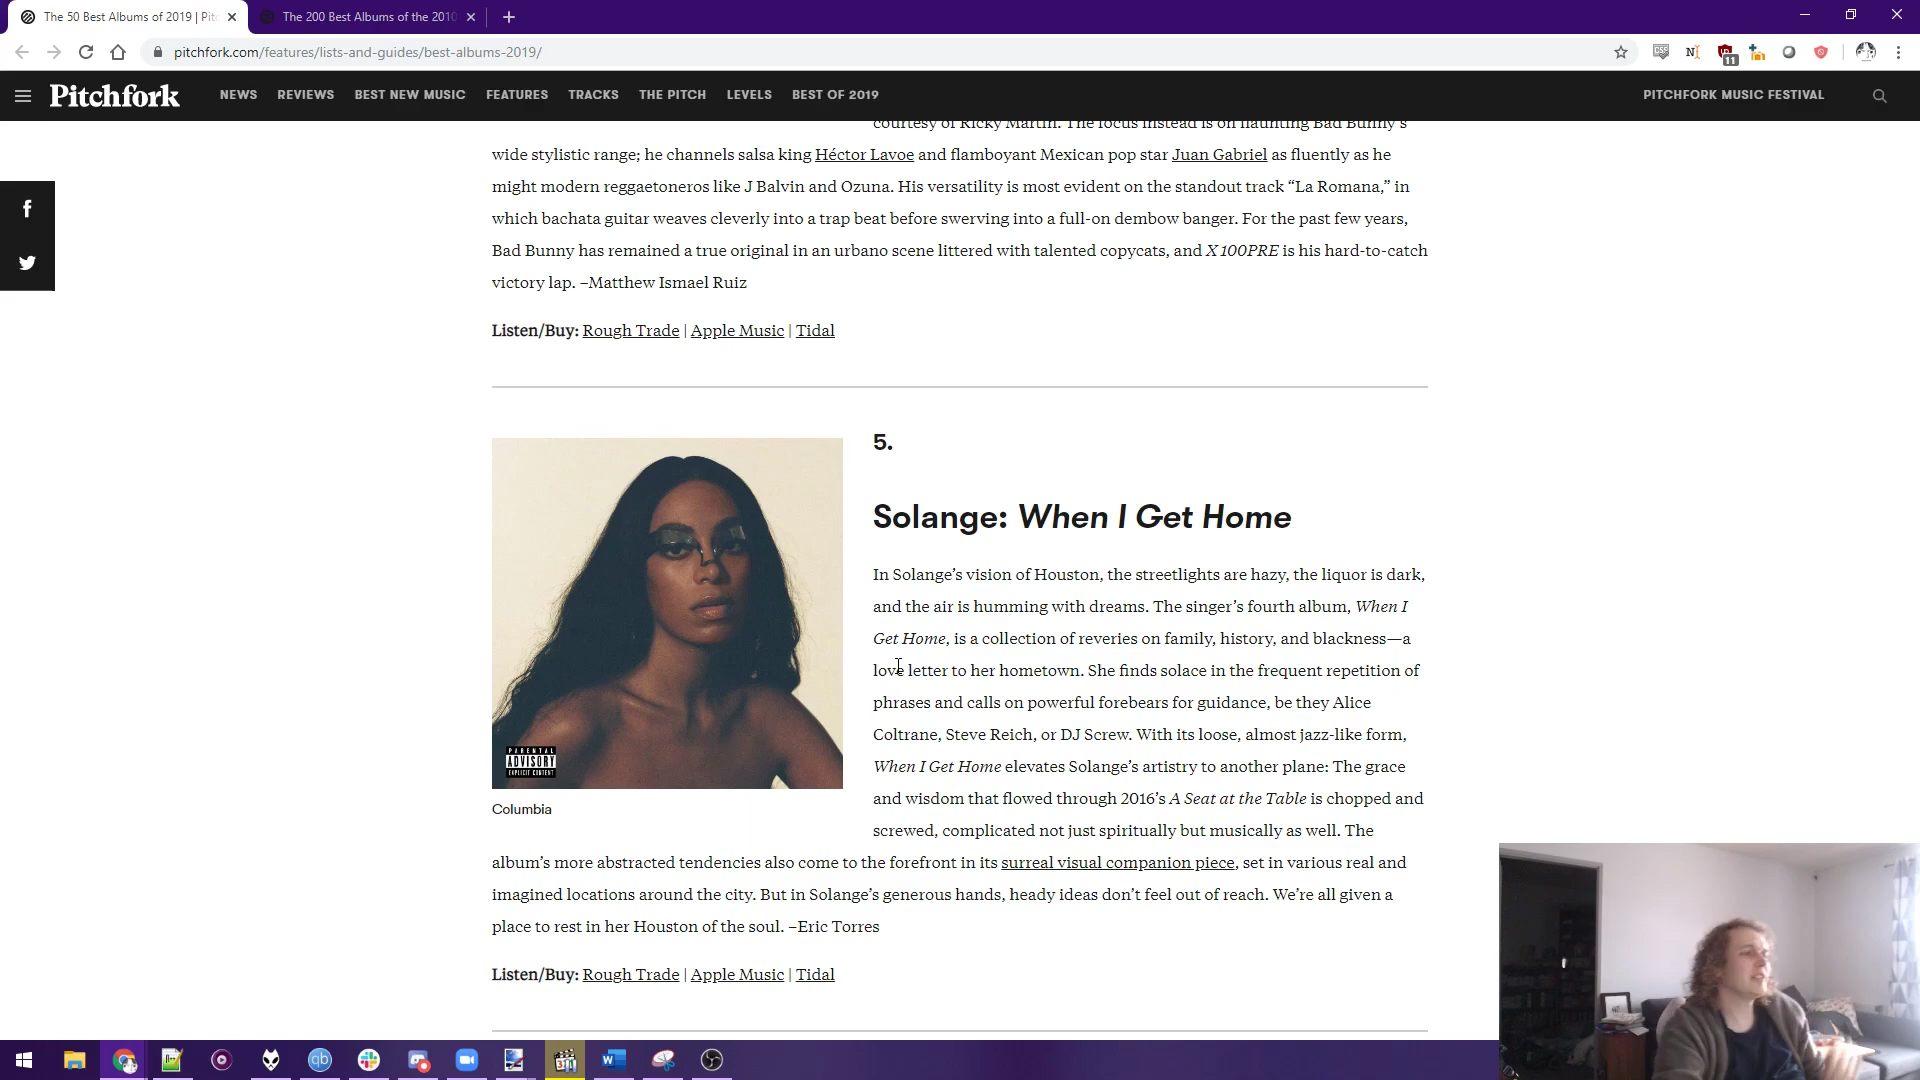 The 50 Best Albums of 2019 | Pit
The 200 Best Albums of the 2010
pitchfork.com/features/lists-and-guides/best-albums-2019/
11
Pitchfork
NEWS
REVIEWS
BEST NEW MUSIC
FEATURES
TRACKS
THE PITCH
LEVELS
BEST OF 2019
PITCHFORK MUSIC FESTIVAL
courtesy of Ricky Martin. The focus instead is on flaunting Bad Bunny’s
wide stylistic range; he channels salsa king Héctor Lavoe and flamboyant Mexican pop star Juan Gabriel as fluently as he
might modern reggaetoneros like J Balvin and Ozuna. His versatility is most evident on the standout track “La Romana,” in
which bachata guitar weaves cleverly into a trap beat before swerving into a full-on dembow banger. For the past few years,
Bad Bunny has remained a true original in an urbano scene littered with talented copycats, and X 100PRE is his hard-to-catch
victory lap. –Matthew Ismael Ruiz
Listen/Buy: Rough Trade | Apple Music | Tidal
5.
Solange: When I Get Home
In Solange’s vision of Houston, the streetlights are hazy, the liquor is dark,
and the air is humming with dreams. The singer’s fourth album, When I
Get Home, is a collection of reveries on family, history, and blackness—a
love letter to her hometown. She finds solace in the frequent repetition of
phrases and calls on powerful forebears for guidance, be they Alice
Coltrane, Steve Reich, or DJ Screw. With its loose, almost jazz-like form,
When I Get Home elevates Solange’s artistry to another plane: The grace
and wisdom that flowed through 2016’s A Seat at the Table is chopped and
screwed, complicated not just spiritually but musically as well. The
album’s more abstracted tendencies also come to the forefront in its surreal visual companion piece, set in various real and
imagined locations around the city. But in Solange’s generous hands, heady ideas don’t feel out of reach. We’re all given a
place to rest in her Houston of the soul. –Eric Torres
PARENTAL
ADVISORY
EXPLICIT CONTENT
Columbia
Listen/Buy: Rough Trade | Apple Music | Tidal